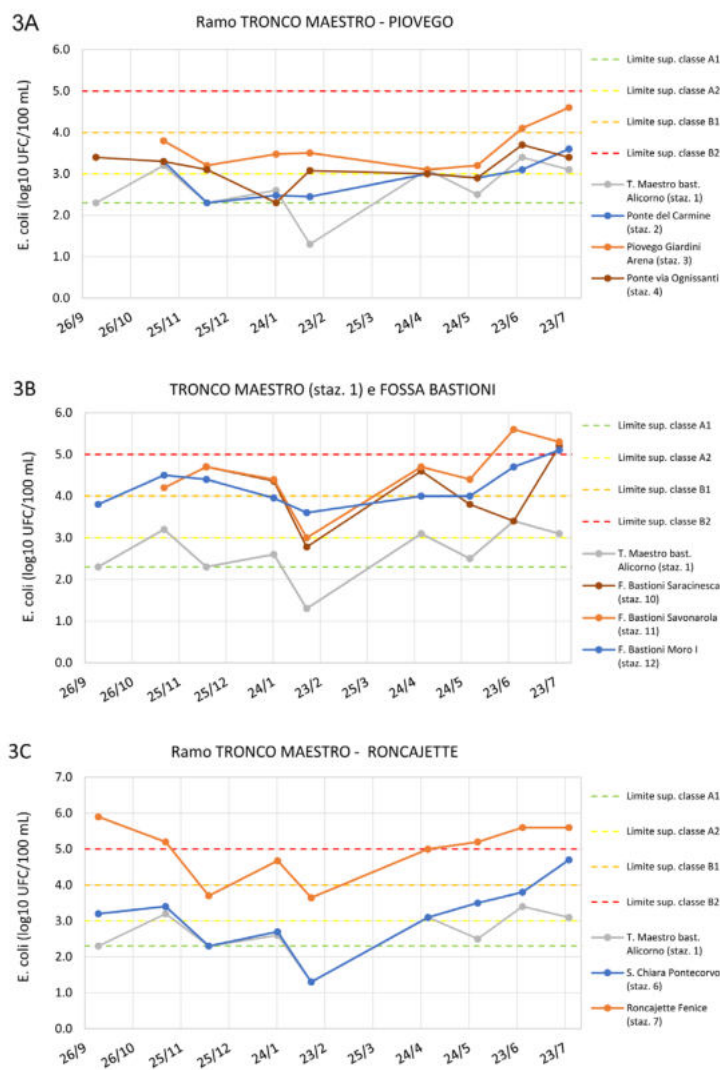 3A
Ramo TRONCO MAESTRO - PIOVEGO
E. coli (log10 UFC/100 mL)
6.0
5.0
4.0
3.0
2.0
1.0
0.0
26/9
26/10
25/11
25/12
24/1
23/2
25/3
24/4
24/5
23/6
23/7
Limite sup. classe A1
Limite sup. classe A2
Limite sup. classe B1
Limite sup. classe B2
T. Maestro bast.
Alicorno (staz. 1)
Ponte del Carmine
(staz. 2)
Piovego Giardini
Arena (staz. 3)
Ponte via Ognissanti
(staz. 4)
3B
TRONCO MAESTRO (staz. 1) e FOSSA BASTIONI
E. coli (log10 UFC/100 mL)
6.0
5.0
4.0
3.0
2.0
1.0
0.0
26/9
26/10
25/11
25/12
24/1
23/2
25/3
24/4
24/5
23/6
23/7
Limite sup. classe A1
Limite sup. classe A2
Limite sup. classe B1
Limite sup. classe B2
T. Maestro bast.
Alicorno (staz. 1)
F. Bastioni Saracinesca
(staz. 10)
F. Bastioni Savonarola
(staz. 11)
F. Bastioni Moro I
(staz. 12)
3C
Ramo TRONCO MAESTRO - RONCAJETTE
E. coli (log10 UFC/100 mL)
7.0
6.0
5.0
4.0
3.0
2.0
1.0
0.0
26/9
26/10
25/11
25/12
24/1
23/2
25/3
24/4
24/5
23/6
23/7
Limite sup. classe A1
Limite sup. classe A2
Limite sup. classe B1
Limite sup. classe B2
T. Maestro bast.
Alicorno (staz. 1)
S. Chiara Pontecorvo
(staz. 6)
Roncajette Fenice
(staz. 7)